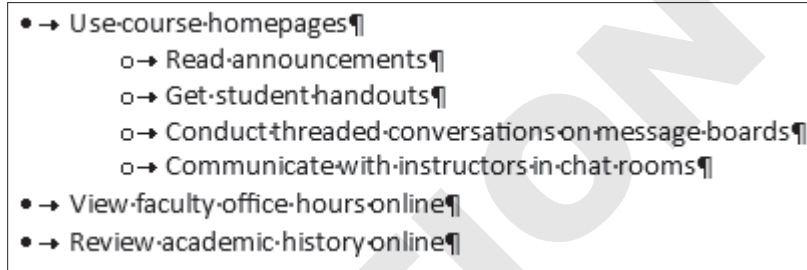 •→Use·course·homepages¶
o→Read·announcements¶
o→Get·student·handouts¶
o→Conduct·threaded·conversations·on·message·boards¶
o→Communicate·with·instructors·in·chat·rooms¶
•→View·faculty·office·hours·online¶
•→Review·academic·history·online¶
TION